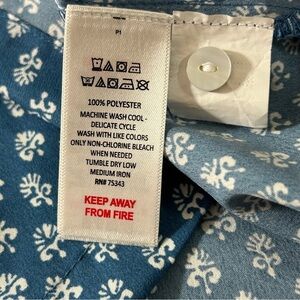 P1
100% POLYESTER
MACHINE WASH COOL -
DELICATE CYCLE
WASH WITH LIKE COLORS
ONLY NON-CHLORINE BLEACH
WHEN NEEDED
TUMBLE DRY LOW
MEDIUM IRON
RN# 75343
KEEP AWAY
FROM FIRE